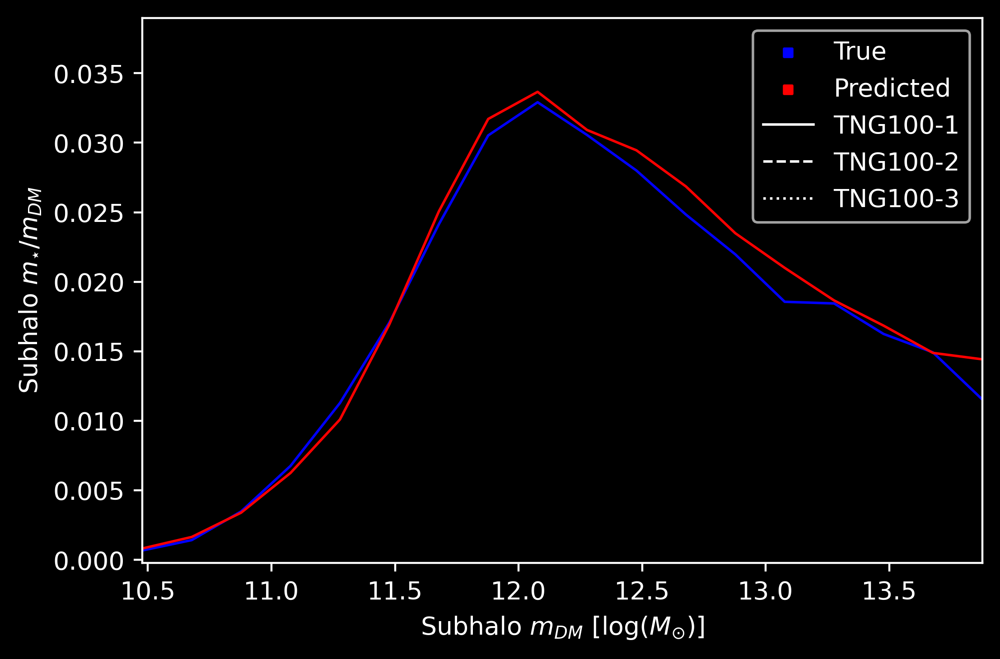 True
Predicted
TNG100-1
TNG100-2
TNG100-3
0.035
0.030
0.025
0.020
0.015
0.010
0.005
0.000
Subhalo m⋆/mDM
10.5 11.0 11.5 12.0 12.5 13.0 13.5
Subhalo mDM [log(M⊙)]